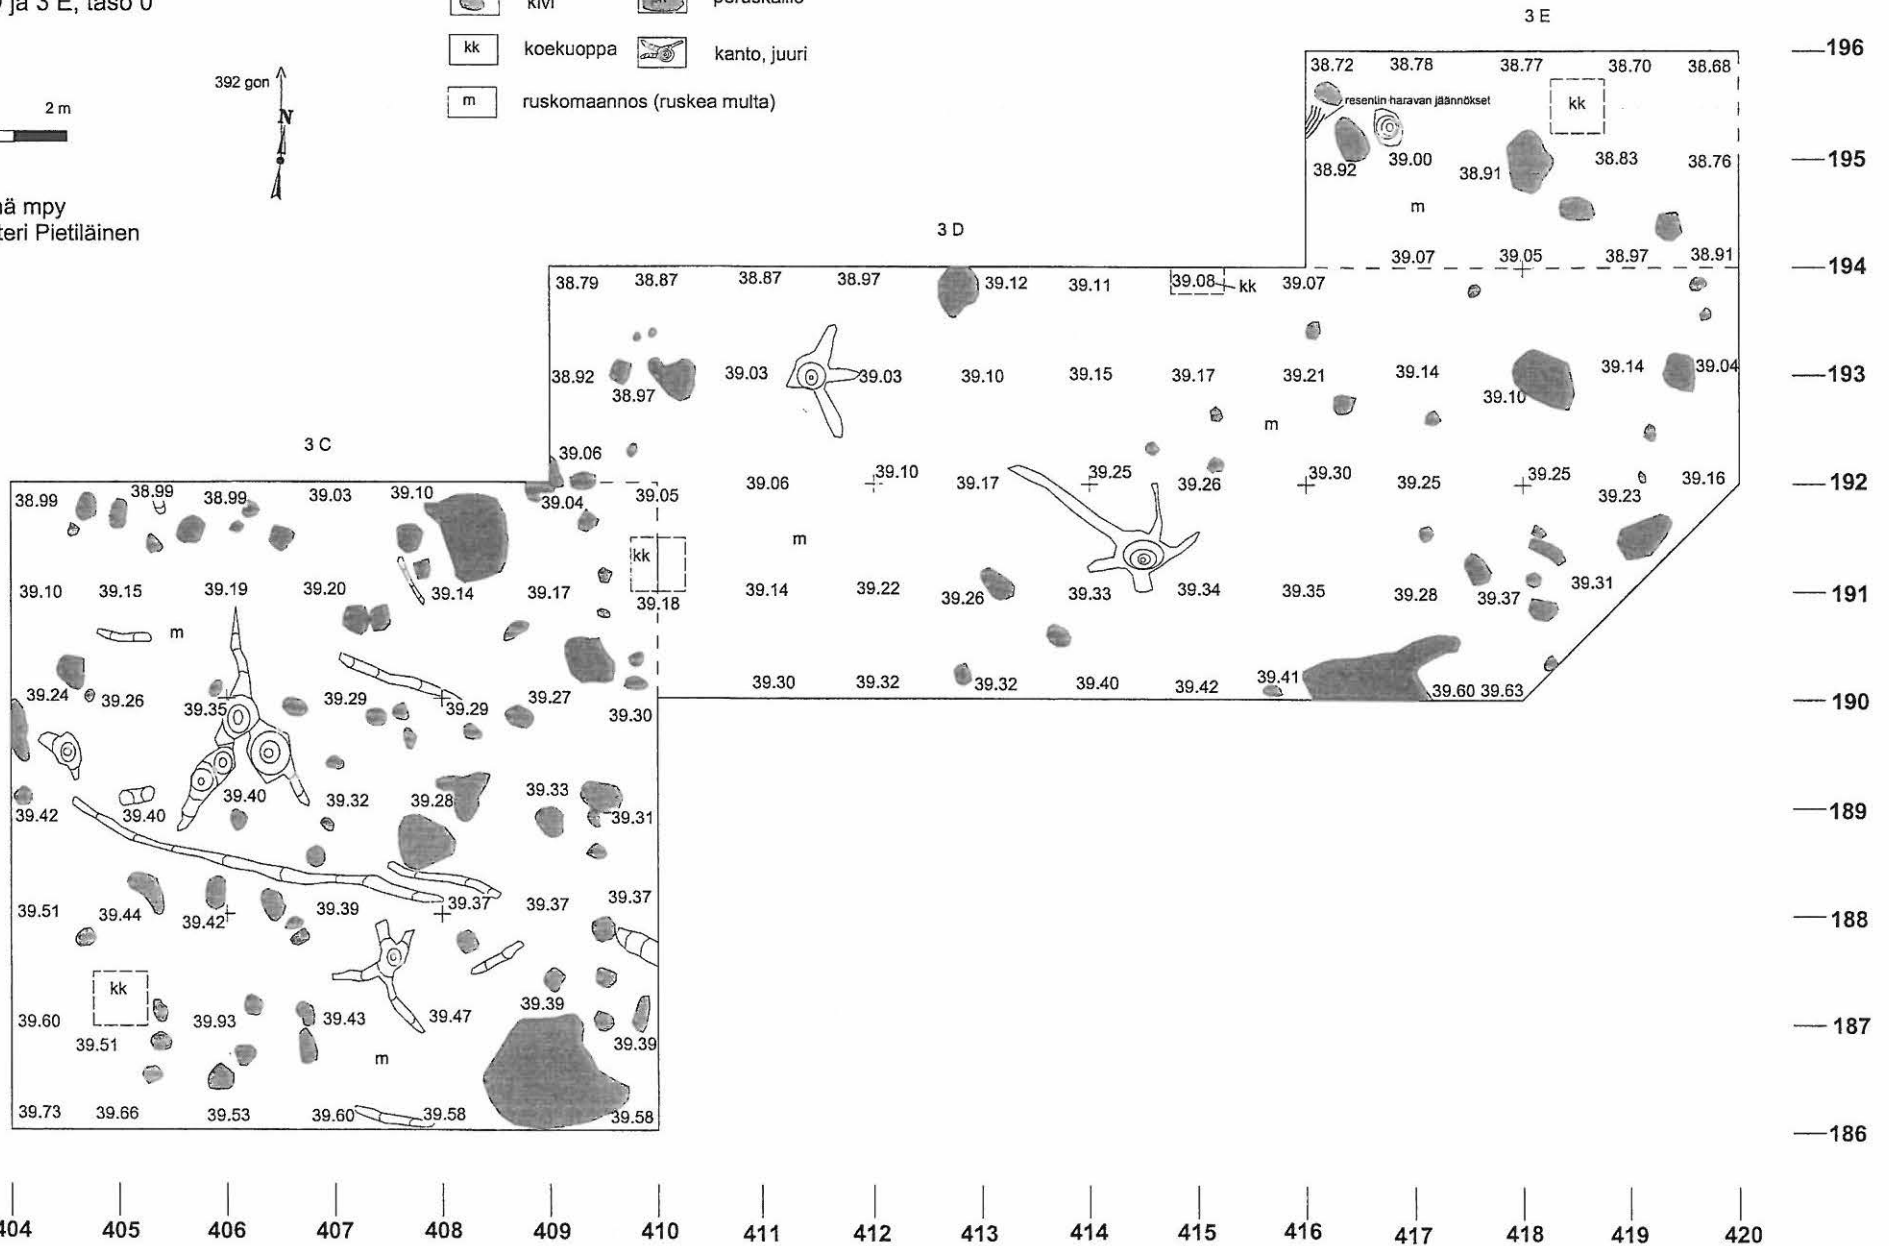 ja 3 E, taso 0
kivi
peruskallio
kk koekuoppa
kanto, juuri
m ruskomaannos (ruskea multa)
392 gon
N
2 m
mpy
Pietiläinen
3 E
196
38.72 38.78 38.77 38.70 38.68
resentin haravan jäännökset
kk
195
38.92 39.00 38.91 38.83 38.76
m
3 D
39.07 39.05 38.97 38.91
194
38.79 38.87 38.87 38.97 39.12 39.11 39.08 kk 39.07
38.92 38.97 39.03 39.03 39.10 39.15 39.17 39.21 39.14 39.10 39.14 39.04
193
m
3 C
39.06
38.99 38.99 38.99 39.03 39.10 39.04 39.05 39.06 39.10 39.17 39.25 39.26 39.30 39.25 39.25 39.23 39.16
192
kk
m
39.10 39.15 39.19 39.20 39.14 39.17 39.18 39.14 39.22 39.26 39.33 39.34 39.35 39.28 39.37 39.31
191
m
39.24 39.26 39.35 39.29 39.29 39.27 39.30 39.30 39.32 39.32 39.40 39.42 39.41 39.60 39.63
190
39.42 39.40 39.40 39.32 39.28 39.33 39.31
189
39.51 39.44 39.42 39.39 39.37 39.37 39.37
188
kk
39.60 39.51 39.93 39.43 39.47 39.39 39.39
187
m
39.73 39.66 39.53 39.60 39.58 39.58
186
404 405 406 407 408 409 410 411 412 413 414 415 416 417 418 419 420